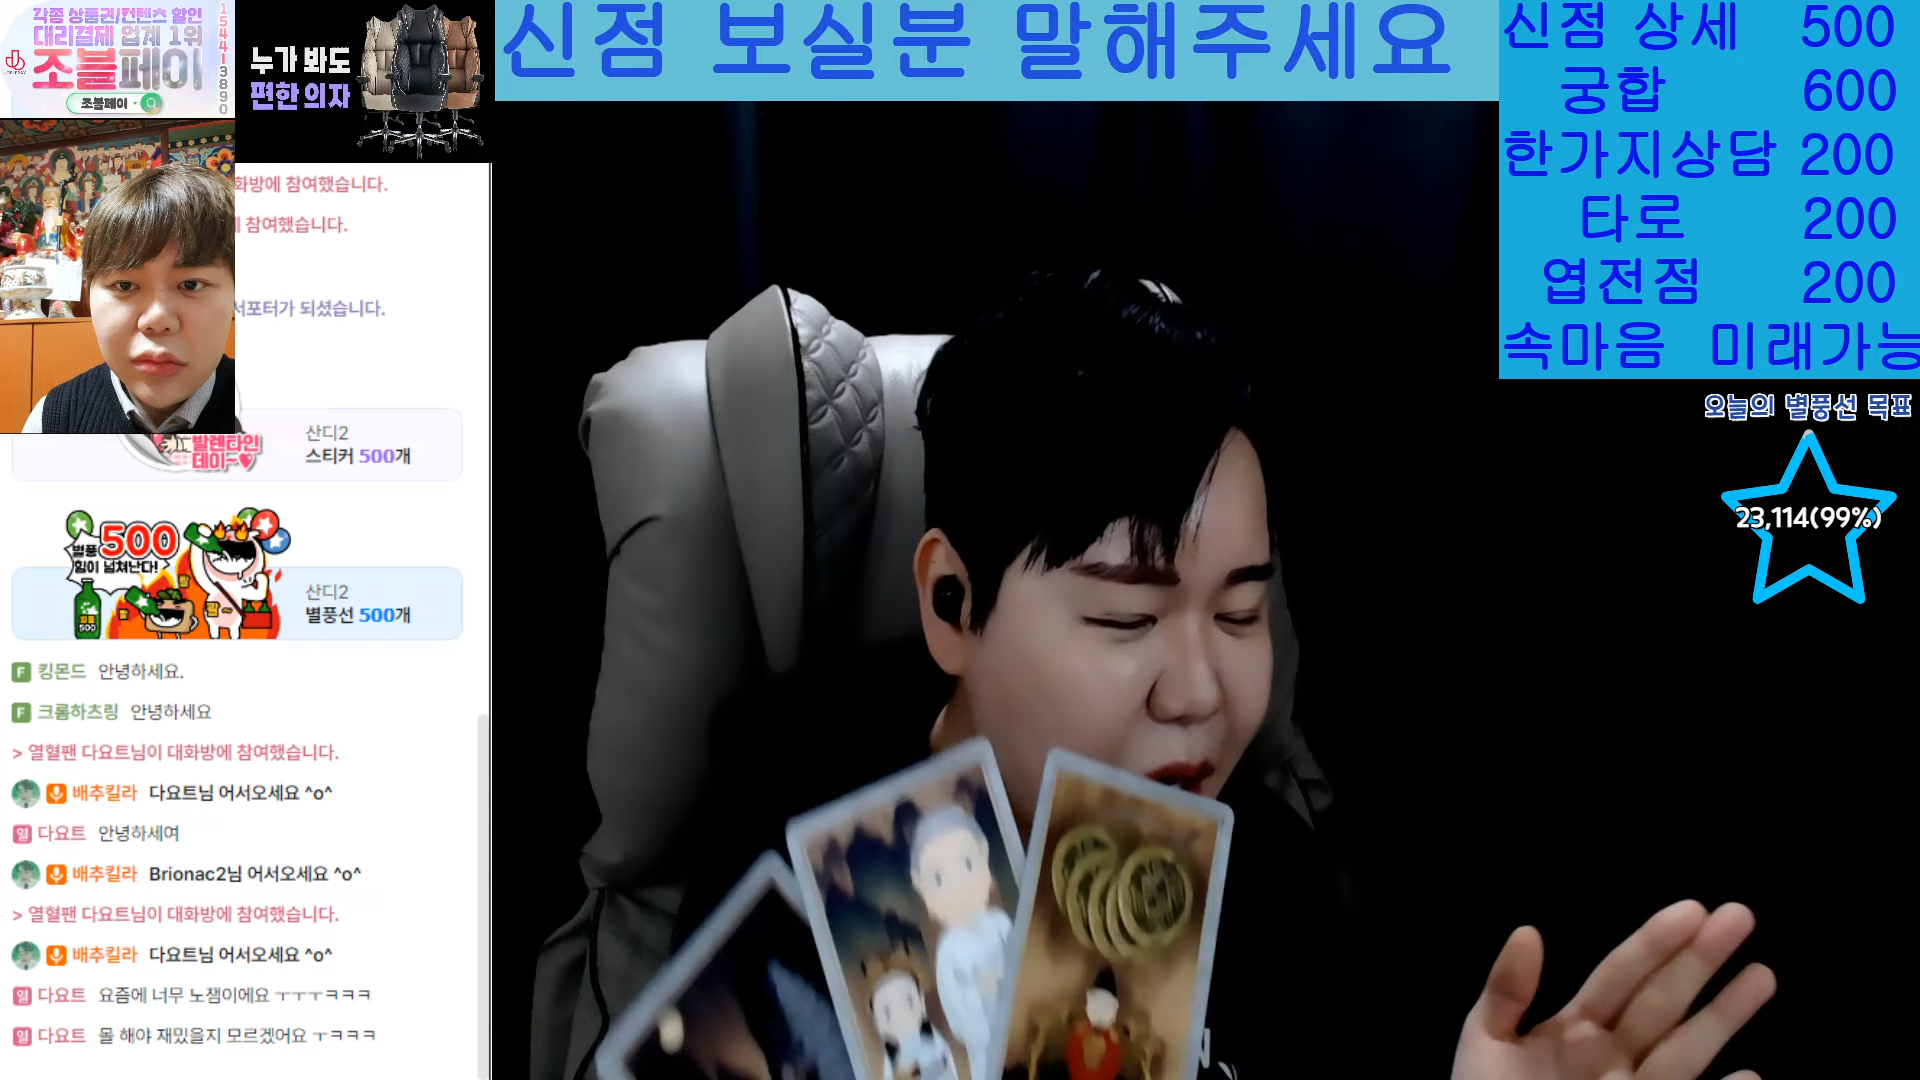 각종 상품권/컨텐츠 할인
대리결제 업계 1위
조블페이
조블페이
1544-3890
누가 봐도
편한 의자
신점 보실분 말해주세요
신점 상세 500
궁합 600
한가지상담 200
타로 200
엽전점 200
속마음 미래가능
오늘의 별풍선 목표
23,114(99%)
화방에 참여했습니다.
참여했습니다.
서포터가 되셨습니다.
발렌타인
데이~♥
산디2
스티커 500개
별풍 500
힘이 넘쳐난다!
500
산디2
별풍선 500개
F 킹몬드 안녕하세요.
F 크롬하츠링 안녕하세요
> 열혈팬 다요트님이 대화방에 참여했습니다.
배추킬라 다요트님 어서오세요 ^o^
열 다요트 안녕하세여
배추킬라 Brionac2님 어서오세요 ^o^
> 열혈팬 다요트님이 대화방에 참여했습니다.
배추킬라 다요트님 어서오세요 ^o^
열 다요트 요즘에 너무 노잼이에요 ㅜㅜㅜㅋㅋㅋ
열 다요트 몰 해야 재밌을지 모르겠어요 ㅜㅋㅋㅋ